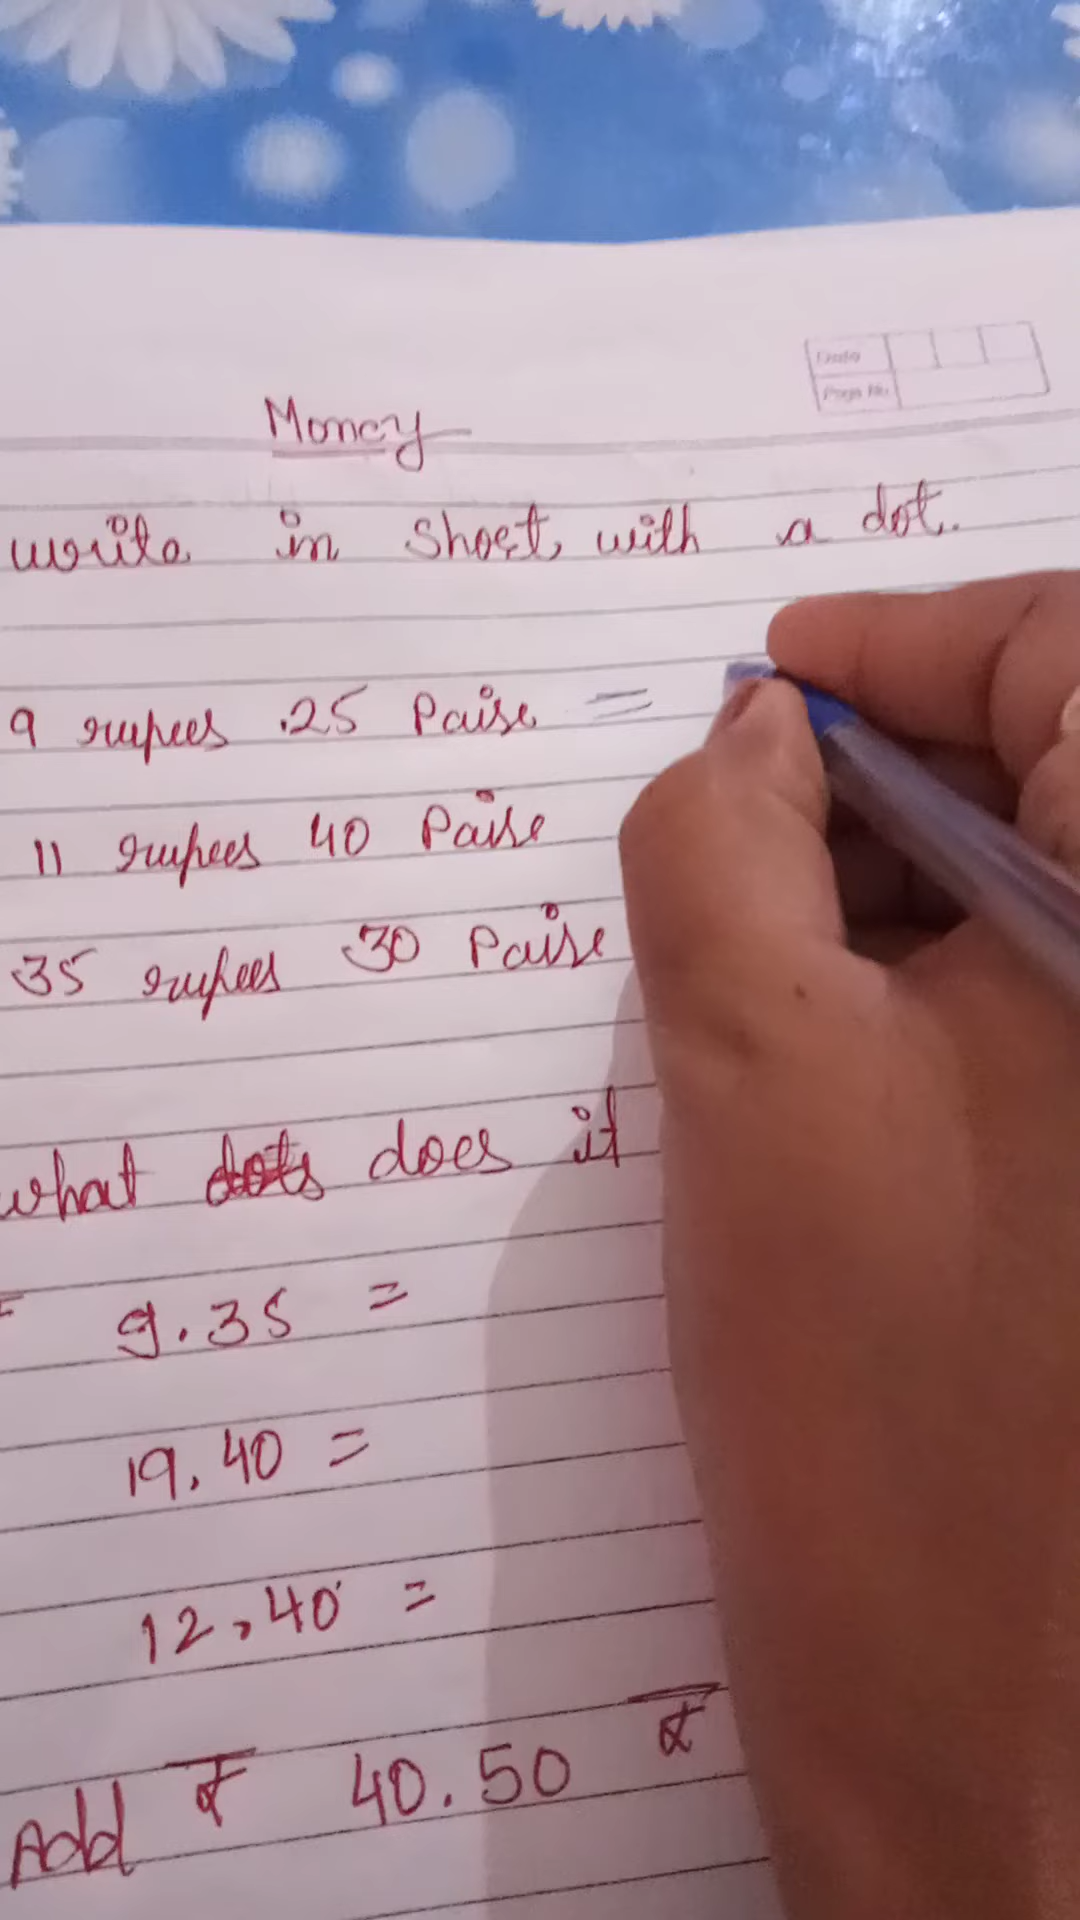 Date
Page No.
Money
write in short with a dot.
9 rupees 25 Paise =
11 rupees 40 Paise
35 rupees 30 Paise
what does it
₹ 9.35 =
19.40 =
12.40 =
Add ₹ 40.50 ₹